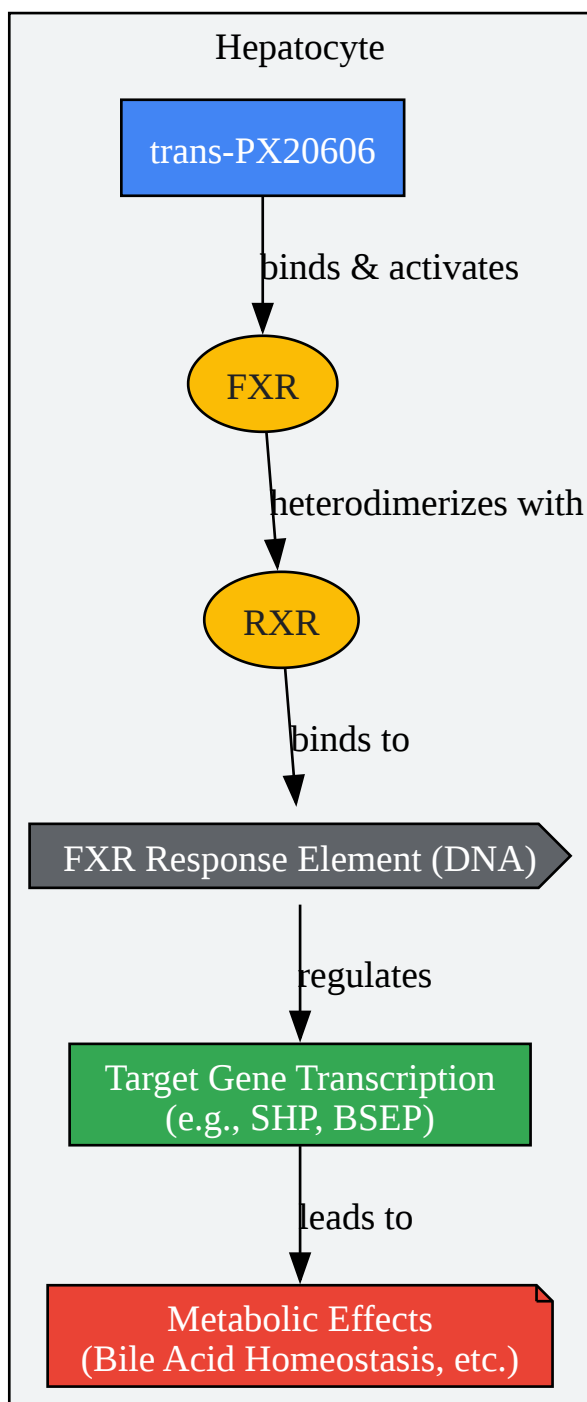 Hepatocyte
trans-PX20606
binds & activates
FXR
heterodimerizes with
RXR
binds to
FXR Response Element (DNA)
regulates
Target Gene Transcription
(e.g., SHP, BSEP)
leads to
Metabolic Effects
(Bile Acid Homeostasis, etc.)